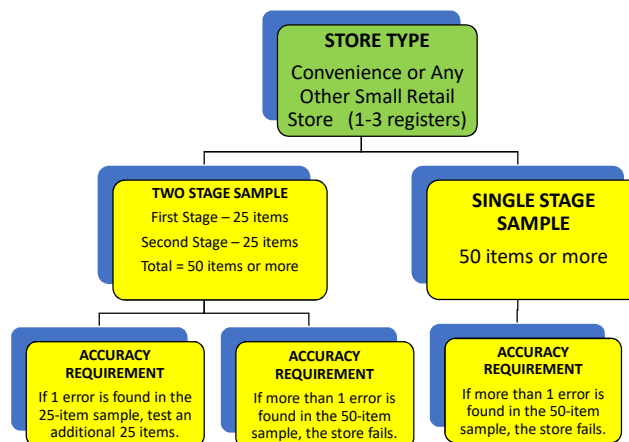 STORE TYPE
Convenience or Any
Other Small Retail
Store (1-3 registers)
TWO STAGE SAMPLE
First Stage – 25 items
Second Stage – 25 items
Total = 50 items or more
SINGLE STAGE
SAMPLE
50 items or more
ACCURACY
REQUIREMENT
If 1 error is found in the
25-item sample, test an
additional 25 items.
ACCURACY
REQUIREMENT
If more than 1 error is
found in the 50-item
sample, the store fails.
ACCURACY
REQUIREMENT
If more than 1 error is
found in the 50-item
sample, the store fails.